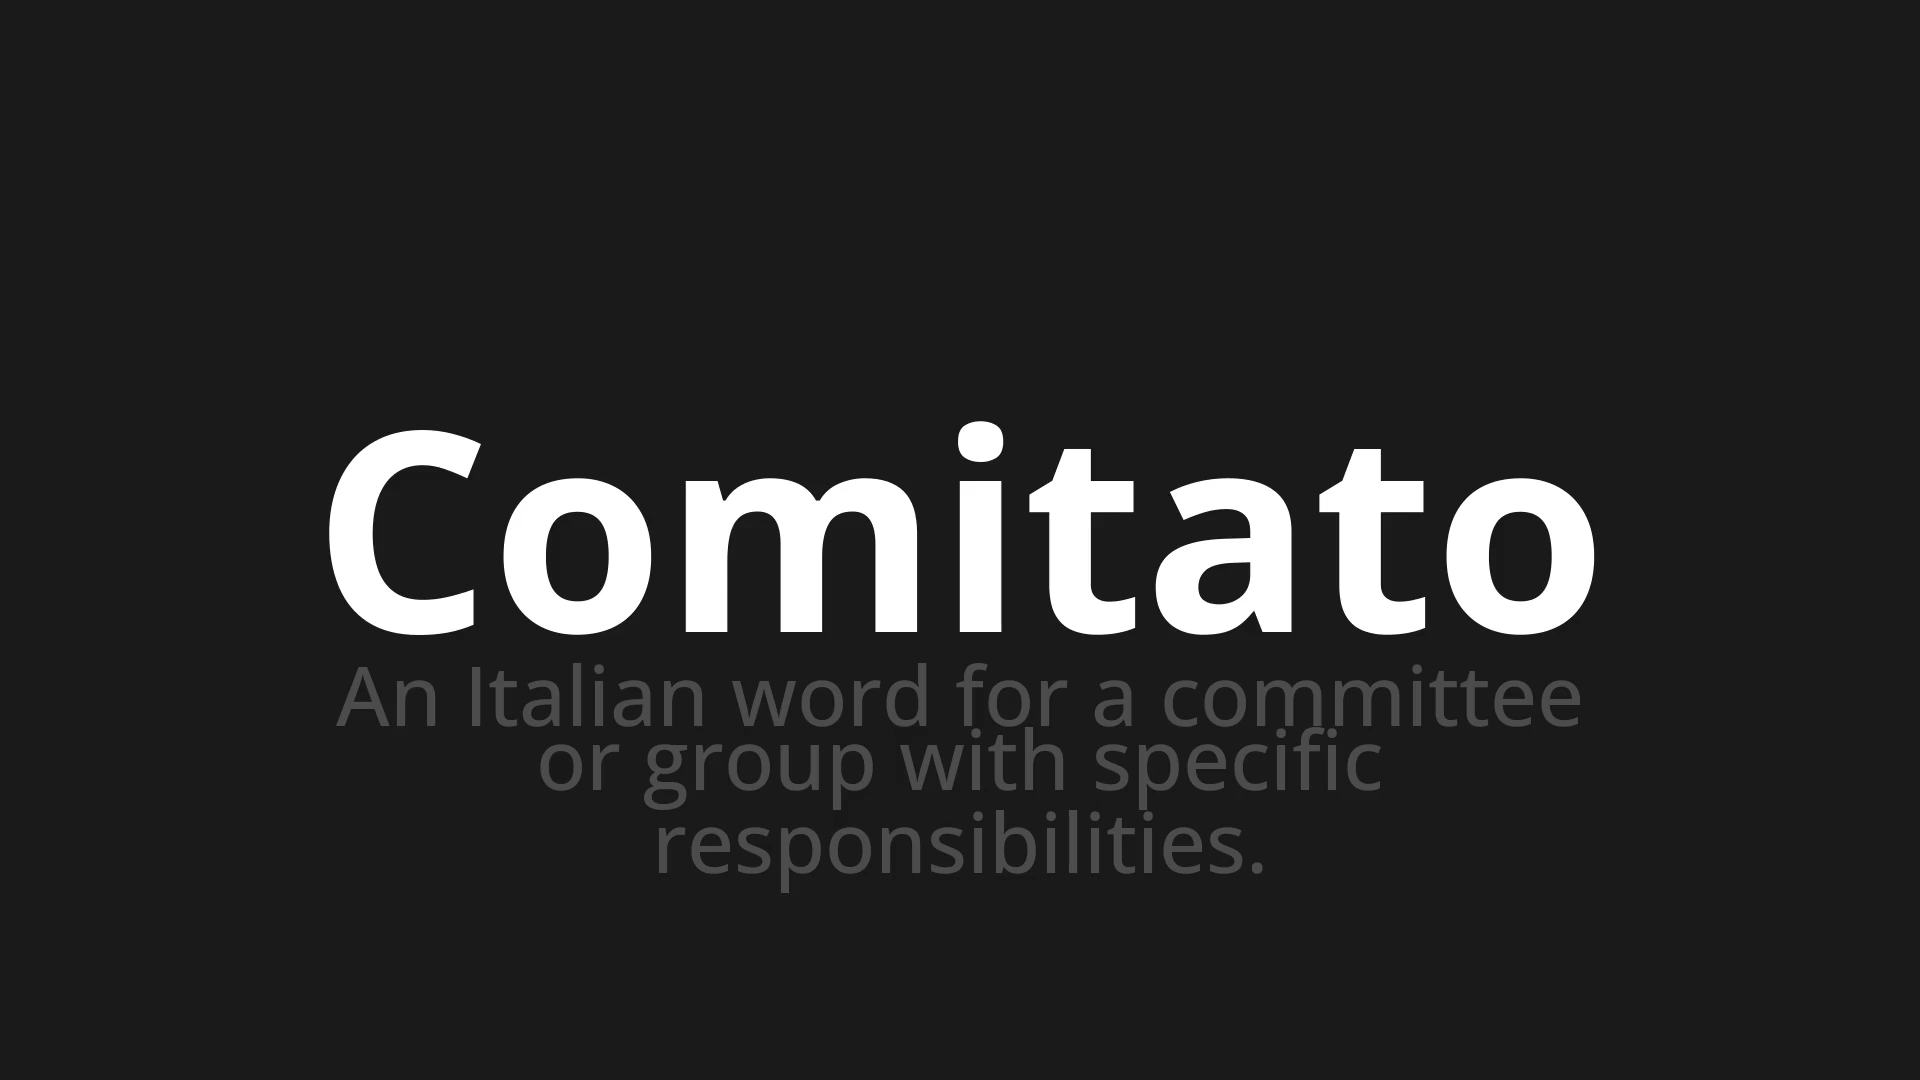 Comitato
An Italian word for a committee
or group with specific
responsibilities.